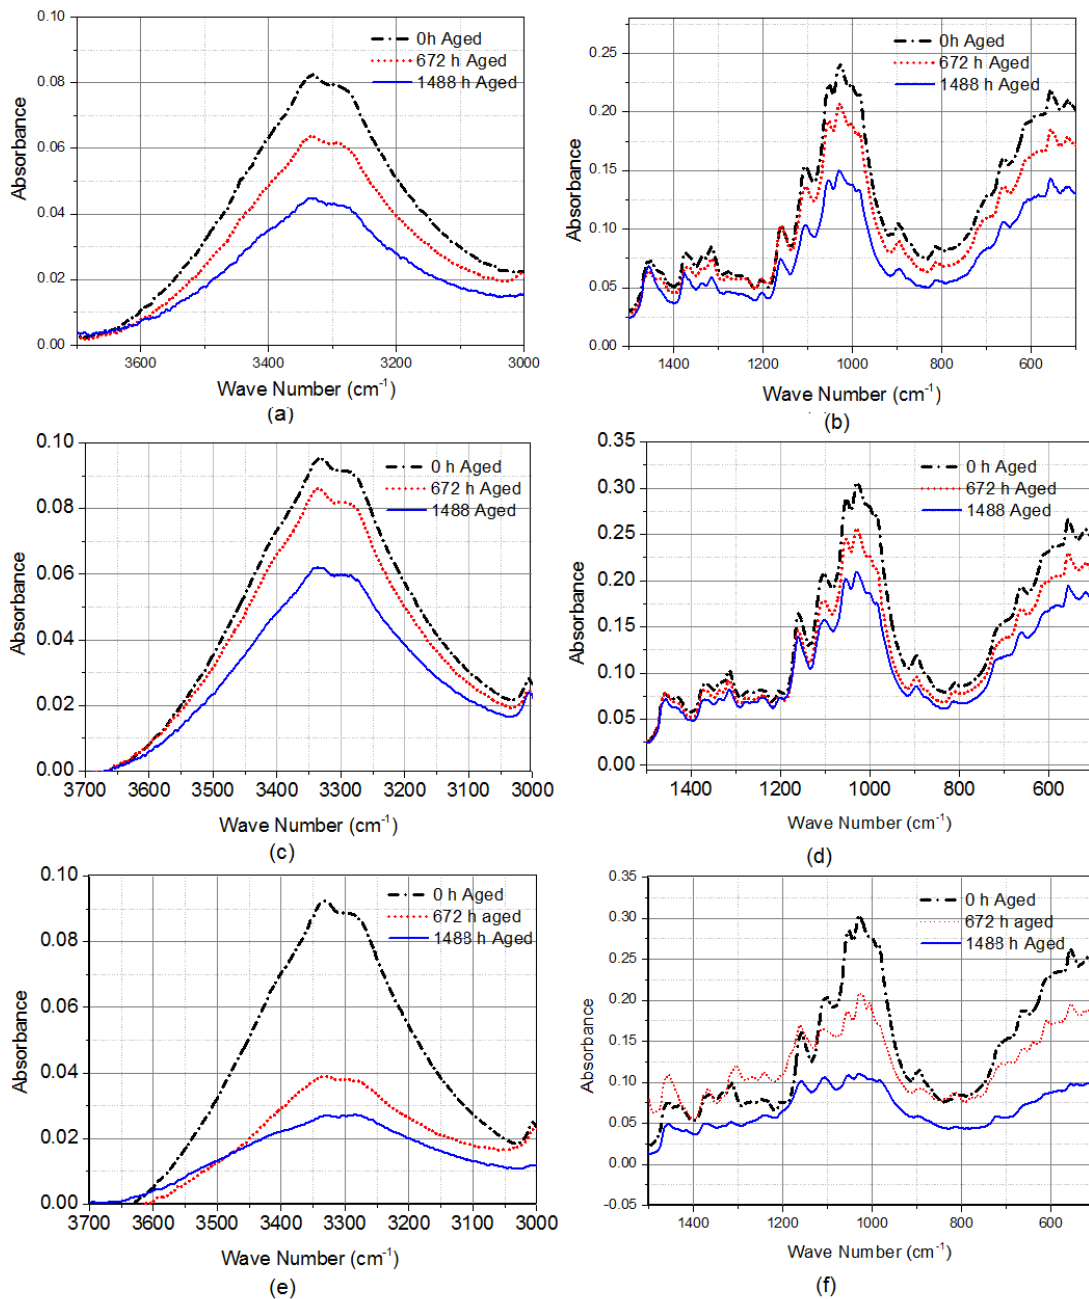 0h Aged
672 h Aged
1488 h Aged
Absorbance
0.10
0.08
0.06
0.04
0.02
0.00
3600
3400
3200
3000
Wave Number (cm-1)
(a)
0h Aged
672 h Aged
1488 h Aged
Absorbance
0.25
0.20
0.15
0.10
0.05
0.00
1400
1200
1000
800
600
Wave Number (cm-1)
(b)
0 h Aged
672 h Aged
1488 Aged
Absorbance
0.10
0.08
0.06
0.04
0.02
0.00
3700
3600
3500
3400
3300
3200
3100
3000
Wave Number (cm-1)
(c)
0 h Aged
672 h Aged
1488 h Aged
Absorbance
0.35
0.30
0.25
0.20
0.15
0.10
0.05
0.00
1400
1200
1000
800
600
Wave Number (cm-1)
(d)
0 h Aged
672 h aged
1488 h Aged
Absorbance
0.10
0.08
0.06
0.04
0.02
0.00
3700
3600
3500
3400
3300
3200
3100
3000
Wave Number (cm-1)
(e)
0 h Aged
672 h aged
1488 h Aged
Absorbance
0.35
0.30
0.25
0.20
0.15
0.10
0.05
0.00
-0.05
1400
1200
1000
800
600
Wave Number (cm-1)
(f)